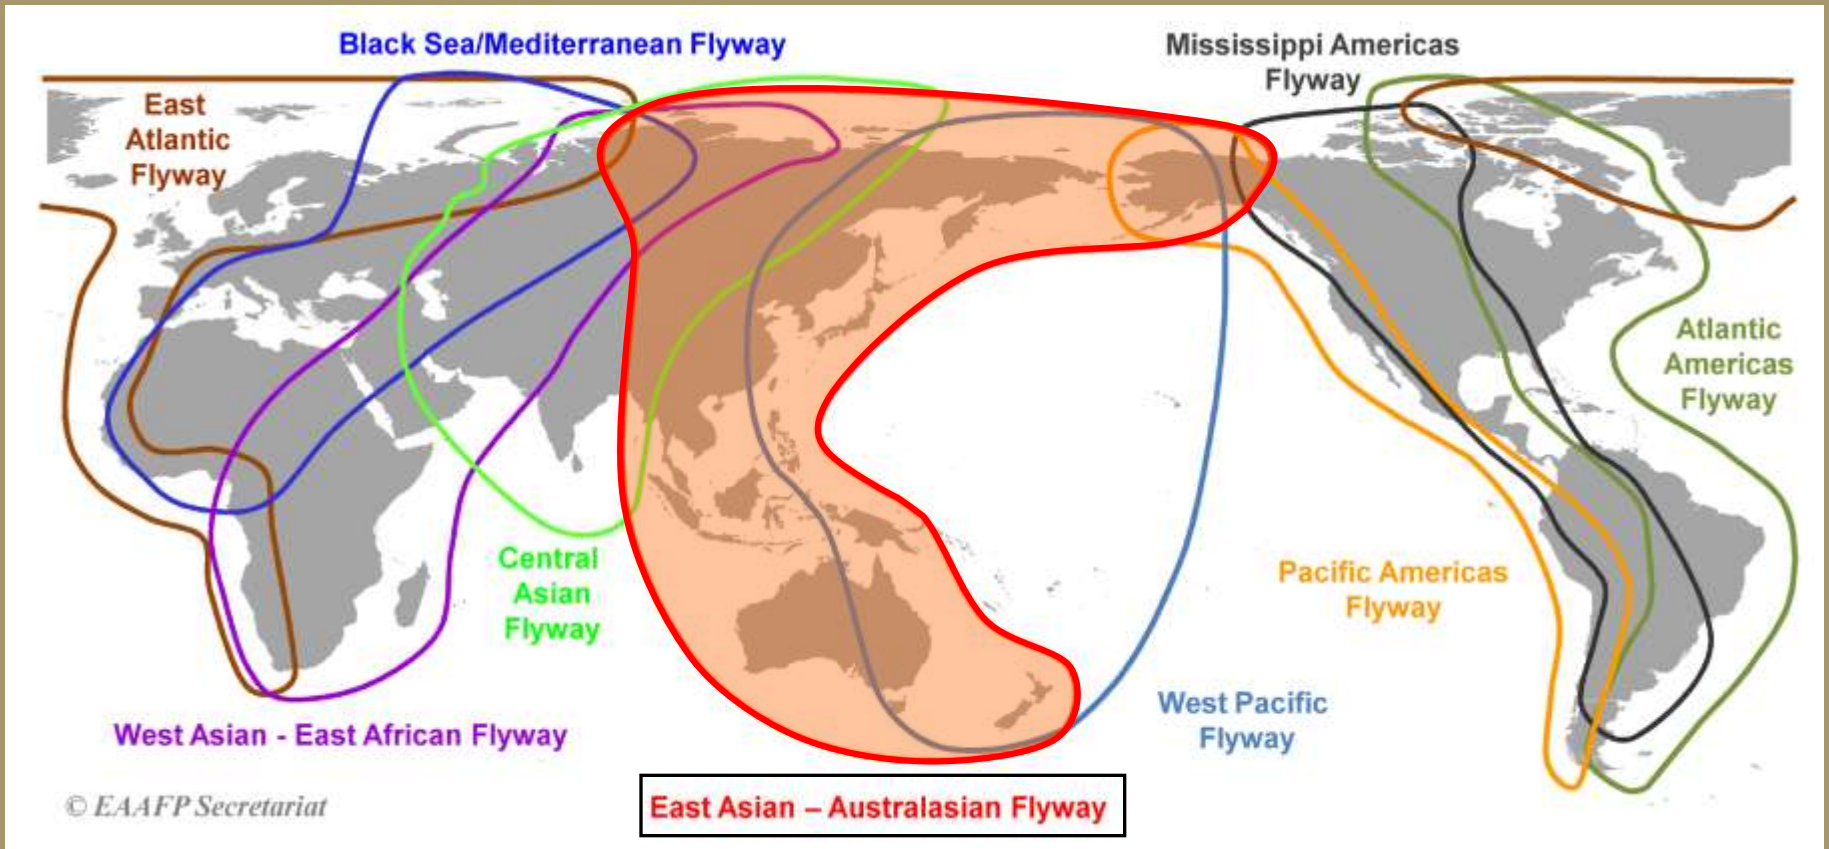 Black Sea/Mediterranean Flyway
Mississippi Americas
Flyway
East
Atlantic
Flyway
Atlantic
Americas
Flyway
Central
Asian
Flyway
Pacific Americas
Flyway
West Pacific
Flyway
West Asian - East African Flyway
© EAAFP Secretariat
East Asian – Australasian Flyway